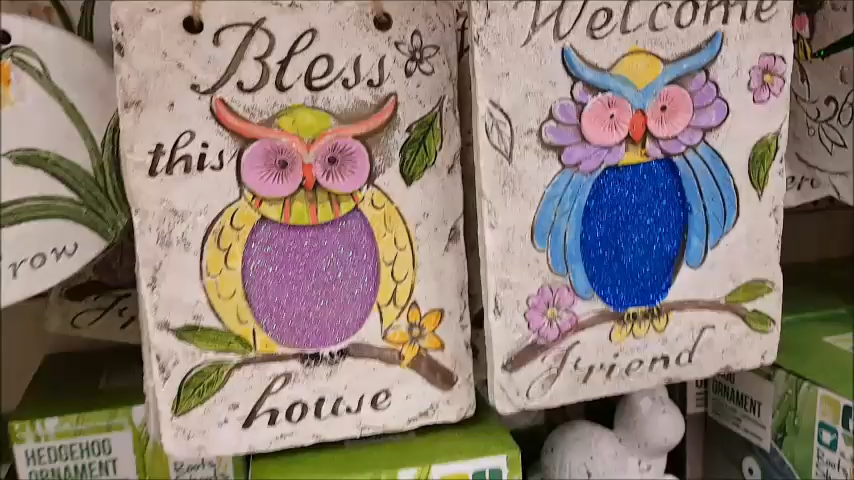 Bless
this
house
Welcome
Friend
row
HEDGEHOG
ORNAMENT
ORNAMENT